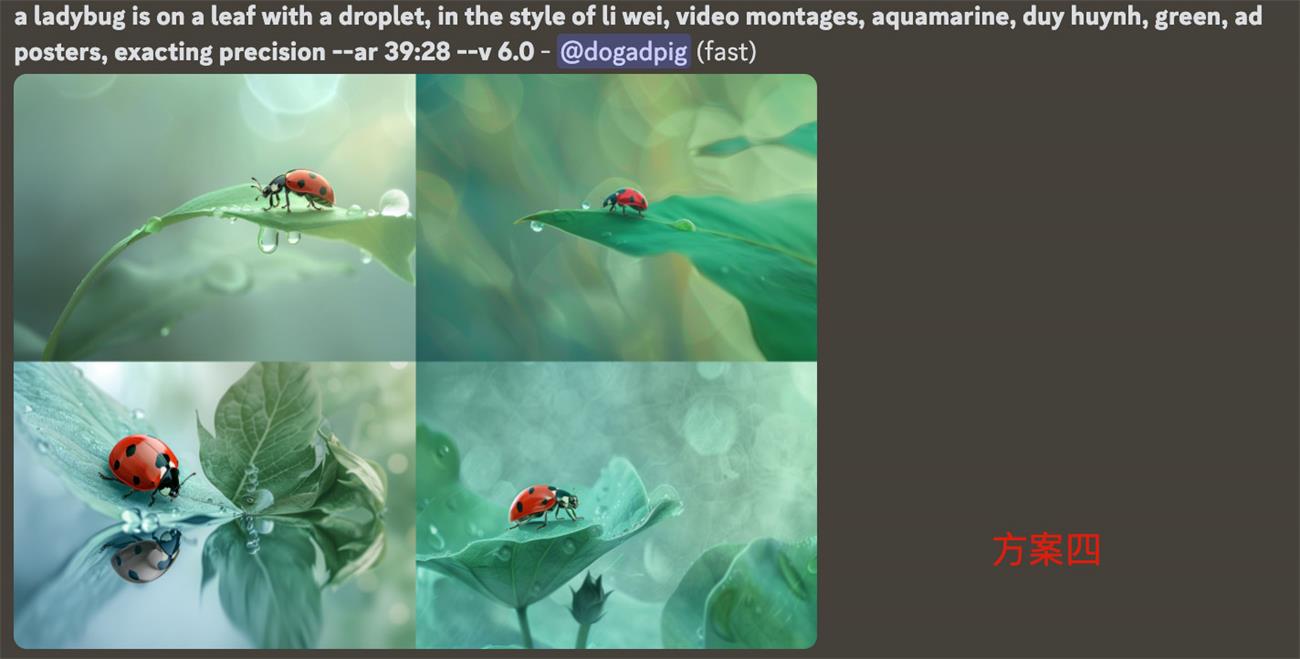 a ladybug is on a leaf with a droplet, in the style of li wei, video montages, aquamarine, duy huynh, green, ad
posters, exacting precision --ar 39:28 --v 6.0 - @dogadpig (fast)
方案四